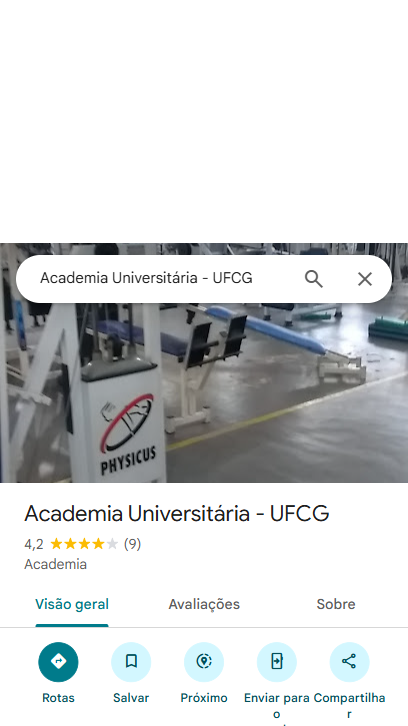 Academia Universitária - UFCG
PHYSICUS
Academia Universitária - UFCG
4,2 (9)
Academia
Visão geral Avaliações Sobre
Rotas Salvar Próximo Enviar para o Compartilhar